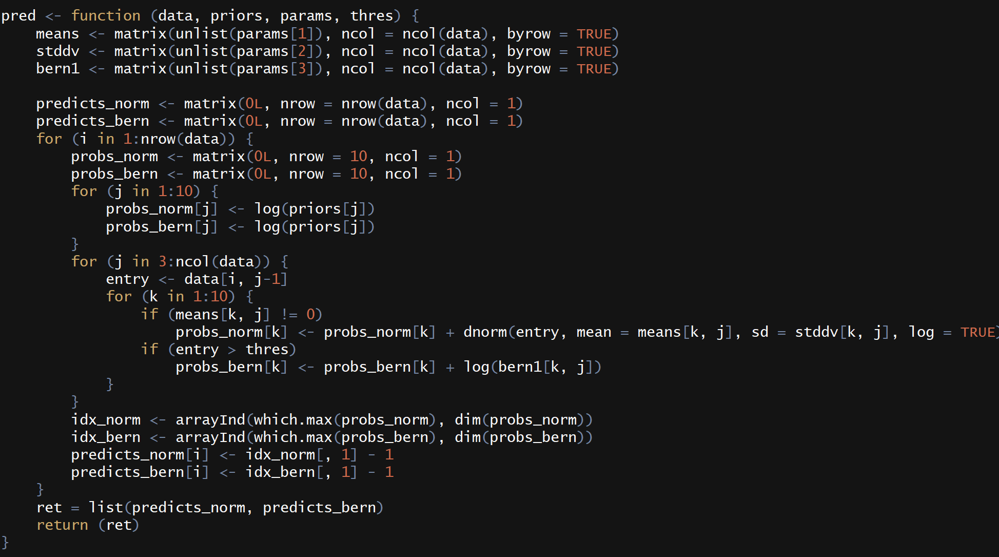 pred <- function (data, priors, params, thres) {
    means <- matrix(unlist(params[1]), ncol = ncol(data), byrow = TRUE)
    stddv <- matrix(unlist(params[2]), ncol = ncol(data), byrow = TRUE)
    bern1 <- matrix(unlist(params[3]), ncol = ncol(data), byrow = TRUE)

    predicts_norm <- matrix(0L, nrow = nrow(data), ncol = 1)
    predicts_bern <- matrix(0L, nrow = nrow(data), ncol = 1)
    for (i in 1:nrow(data)) {
        probs_norm <- matrix(0L, nrow = 10, ncol = 1)
        probs_bern <- matrix(0L, nrow = 10, ncol = 1)
        for (j in 1:10) {
            probs_norm[j] <- log(priors[j])
            probs_bern[j] <- log(priors[j])
        }
        for (j in 3:ncol(data)) {
            entry <- data[i, j-1]
            for (k in 1:10) {
                if (means[k, j] != 0)
                    probs_norm[k] <- probs_norm[k] + dnorm(entry, mean = means[k, j], sd = stddv[k, j], log = TRUE)
                if (entry > thres)
                    probs_bern[k] <- probs_bern[k] + log(bern1[k, j])
            }
        }
        idx_norm <- arrayInd(which.max(probs_norm), dim(probs_norm))
        idx_bern <- arrayInd(which.max(probs_bern), dim(probs_bern))
        predicts_norm[i] <- idx_norm[, 1] - 1
        predicts_bern[i] <- idx_bern[, 1] - 1
    }
    ret = list(predicts_norm, predicts_bern)
    return (ret)
}